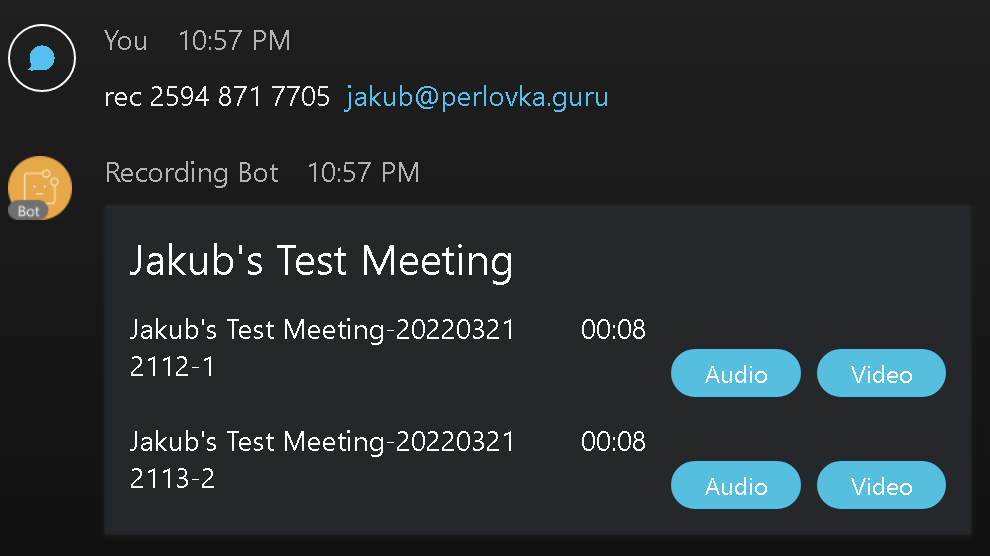 You 10:57 PM
rec 2594 871 7705 jakub@perlovka.guru
Recording Bot 10:57 PM
Bot
Jakub's Test Meeting
Jakub's Test Meeting-20220321 00:08
2112-1
Audio Video
Jakub's Test Meeting-20220321 00:08
2113-2
Audio Video